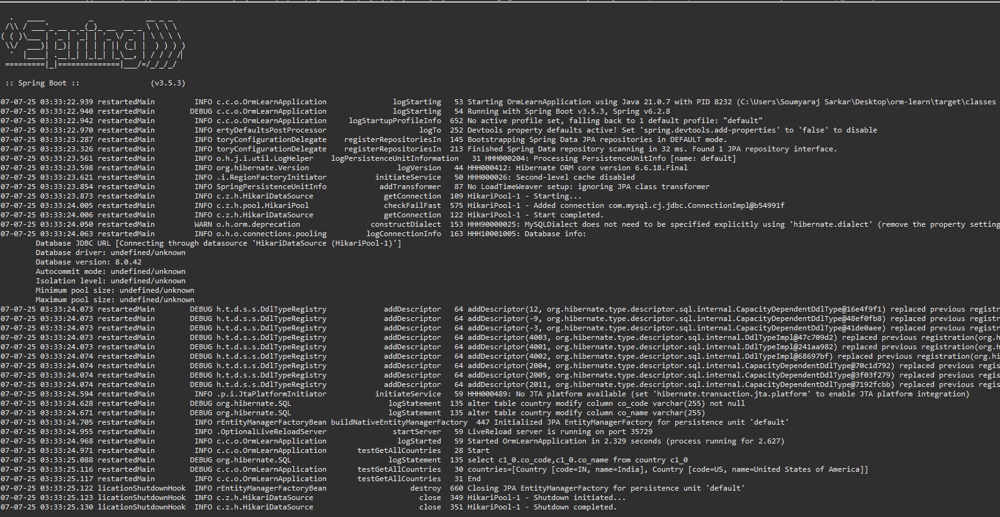 .   ____          _            __ _ _
 /\\ / ___'_ __ _ _(_)_ __  __ _ \ \ \ \
( ( )\___ | '_ | '_| | '_ \/ _` | \ \ \ \
 \\/  ___)| |_)| | | | | || (_| |  ) ) ) )
  '  |____| .__|_| |_|_| |_\__, | / / / /
 =========|_|==============|___/=/_/_/_/
 :: Spring Boot ::                (v3.5.3)
07-07-25 03:33:22.939 restartedMain         INFO c.c.o.OrmLearnApplication               logStarting   53 Starting OrmLearnApplication using Java 21.0.7 with PID 8232 (C:\Users\Soumyaraj Sarkar\Desktop\orm-learn\target\classes
07-07-25 03:33:22.940 restartedMain        DEBUG c.c.o.OrmLearnApplication               logStarting   54 Running with Spring Boot v3.5.3, Spring v6.2.8
07-07-25 03:33:22.942 restartedMain         INFO c.c.o.OrmLearnApplication     logStartupProfileInfo  652 No active profile set, falling back to 1 default profile: "default"
07-07-25 03:33:22.970 restartedMain         INFO ertyDefaultsPostProcessor                     logTo  252 Devtools property defaults active! Set 'spring.devtools.add-properties' to 'false' to disable
07-07-25 03:33:23.287 restartedMain         INFO toryConfigurationDelegate    registerRepositoriesIn  145 Bootstrapping Spring Data JPA repositories in DEFAULT mode.
07-07-25 03:33:23.326 restartedMain         INFO toryConfigurationDelegate    registerRepositoriesIn  213 Finished Spring Data repository scanning in 32 ms. Found 1 JPA repository interface.
07-07-25 03:33:23.561 restartedMain         INFO o.h.j.i.util.LogHelper    logPersistenceUnitInformation   31 HHH000204: Processing PersistenceUnitInfo [name: default]
07-07-25 03:33:23.598 restartedMain         INFO org.hibernate.Version                    logVersion   44 HHH000412: Hibernate ORM core version 6.6.18.Final
07-07-25 03:33:23.621 restartedMain         INFO .i.RegionFactoryInitiator           initiateService   50 HHH000026: Second-level cache disabled
07-07-25 03:33:23.854 restartedMain         INFO SpringPersistenceUnitInfo            addTransformer   87 No LoadTimeWeaver setup: ignoring JPA class transformer
07-07-25 03:33:23.873 restartedMain         INFO c.z.h.HikariDataSource                getConnection  109 HikariPool-1 - Starting...
07-07-25 03:33:24.005 restartedMain         INFO c.z.h.pool.HikariPool                 checkFailFast  575 HikariPool-1 - Added connection com.mysql.cj.jdbc.ConnectionImpl@b54991f
07-07-25 03:33:24.006 restartedMain         INFO c.z.h.HikariDataSource                getConnection  122 HikariPool-1 - Start completed.
07-07-25 03:33:24.050 restartedMain         WARN o.h.orm.deprecation                constructDialect  153 HHH90000025: MySQLDialect does not need to be specified explicitly using 'hibernate.dialect' (remove the property setting
07-07-25 03:33:24.063 restartedMain         INFO o.h.o.connections.pooling         logConnectionInfo  163 HHH10001005: Database info:
        Database JDBC URL [Connecting through datasource 'HikariDataSource (HikariPool-1)']
        Database driver: undefined/unknown
        Database version: 8.0.42
        Autocommit mode: undefined/unknown
        Isolation level: undefined/unknown
        Minimum pool size: undefined/unknown
        Maximum pool size: undefined/unknown
07-07-25 03:33:24.073 restartedMain        DEBUG h.t.d.s.s.DdlTypeRegistry             addDescriptor   64 addDescriptor(12, org.hibernate.type.descriptor.sql.internal.CapacityDependentDdlType@16e4f9f1) replaced previous registr
07-07-25 03:33:24.073 restartedMain        DEBUG h.t.d.s.s.DdlTypeRegistry             addDescriptor   64 addDescriptor(-9, org.hibernate.type.descriptor.sql.internal.CapacityDependentDdlType@48ef0fb8) replaced previous registr
07-07-25 03:33:24.073 restartedMain        DEBUG h.t.d.s.s.DdlTypeRegistry             addDescriptor   64 addDescriptor(-3, org.hibernate.type.descriptor.sql.internal.CapacityDependentDdlType@41de0aee) replaced previous registr
07-07-25 03:33:24.073 restartedMain        DEBUG h.t.d.s.s.DdlTypeRegistry             addDescriptor   64 addDescriptor(4003, org.hibernate.type.descriptor.sql.internal.DdlTypeImpl@47c709d2) replaced previous registration(org.h
07-07-25 03:33:24.073 restartedMain        DEBUG h.t.d.s.s.DdlTypeRegistry             addDescriptor   64 addDescriptor(4001, org.hibernate.type.descriptor.sql.internal.DdlTypeImpl@241aa982) replaced previous registration(org.h
07-07-25 03:33:24.074 restartedMain        DEBUG h.t.d.s.s.DdlTypeRegistry             addDescriptor   64 addDescriptor(4002, org.hibernate.type.descriptor.sql.internal.DdlTypeImpl@68697bf) replaced previous registration(org.hi
07-07-25 03:33:24.074 restartedMain        DEBUG h.t.d.s.s.DdlTypeRegistry             addDescriptor   64 addDescriptor(2004, org.hibernate.type.descriptor.sql.internal.CapacityDependentDdlType@70c1d792) replaced previous regis
07-07-25 03:33:24.074 restartedMain        DEBUG h.t.d.s.s.DdlTypeRegistry             addDescriptor   64 addDescriptor(2005, org.hibernate.type.descriptor.sql.internal.CapacityDependentDdlType@3f03f279) replaced previous regis
07-07-25 03:33:24.074 restartedMain        DEBUG h.t.d.s.s.DdlTypeRegistry             addDescriptor   64 addDescriptor(2011, org.hibernate.type.descriptor.sql.internal.CapacityDependentDdlType@7192fcbb) replaced previous regis
07-07-25 03:33:24.594 restartedMain         INFO .p.i.JtaPlatformInitiator           initiateService   59 HHH000489: No JTA platform available (set 'hibernate.transaction.jta.platform' to enable JTA platform integration)
07-07-25 03:33:24.628 restartedMain        DEBUG org.hibernate.SQL                      logStatement  135 alter table country modify column co_code varchar(255) not null
07-07-25 03:33:24.671 restartedMain        DEBUG org.hibernate.SQL                      logStatement  135 alter table country modify column co_name varchar(255)
07-07-25 03:33:24.705 restartedMain         INFO rEntityManagerFactoryBean buildNativeEntityManagerFactory  447 Initialized JPA EntityManagerFactory for persistence unit 'default'
07-07-25 03:33:24.955 restartedMain         INFO .OptionalLiveReloadServer               startServer   59 LiveReload server is running on port 35729
07-07-25 03:33:24.968 restartedMain         INFO c.c.o.OrmLearnApplication                logStarted   59 Started OrmLearnApplication in 2.329 seconds (process running for 2.627)
07-07-25 03:33:24.971 restartedMain         INFO c.c.o.OrmLearnApplication       testGetAllCountries   28 Start
07-07-25 03:33:25.088 restartedMain        DEBUG org.hibernate.SQL                      logStatement  135 select c1_0.co_code,c1_0.co_name from country c1_0
07-07-25 03:33:25.116 restartedMain        DEBUG c.c.o.OrmLearnApplication       testGetAllCountries   30 countries=[Country [code=IN, name=India], Country [code=US, name=United States of America]]
07-07-25 03:33:25.117 restartedMain         INFO c.c.o.OrmLearnApplication       testGetAllCountries   31 End
07-07-25 03:33:25.122 licationShutdownHook  INFO rEntityManagerFactoryBean                   destroy  660 Closing JPA EntityManagerFactory for persistence unit 'default'
07-07-25 03:33:25.123 licationShutdownHook  INFO c.z.h.HikariDataSource                        close  349 HikariPool-1 - Shutdown initiated...
07-07-25 03:33:25.130 licationShutdownHook  INFO c.z.h.HikariDataSource                        close  351 HikariPool-1 - Shutdown completed.